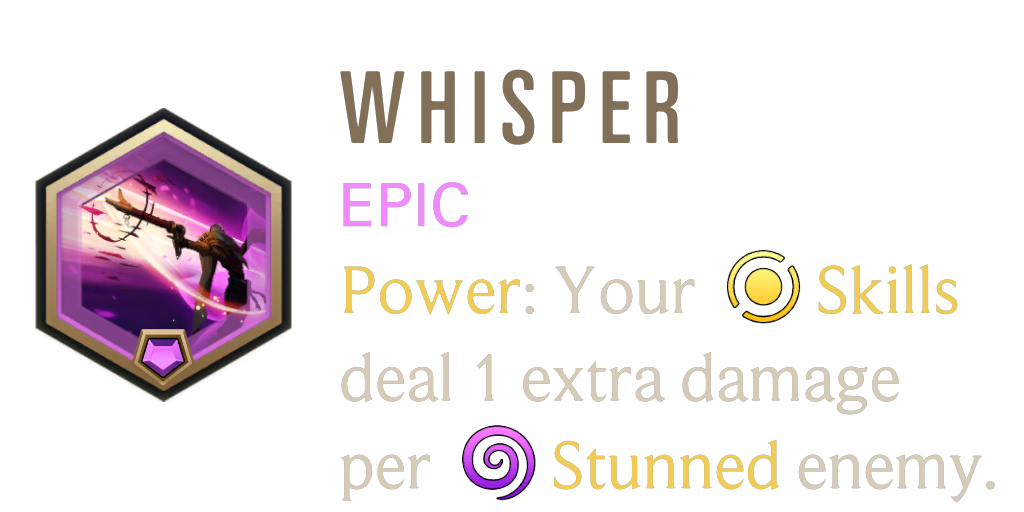 WHISPER
EPIC
Power: Your Skills
deal 1 extra damage
per Stunned enemy.